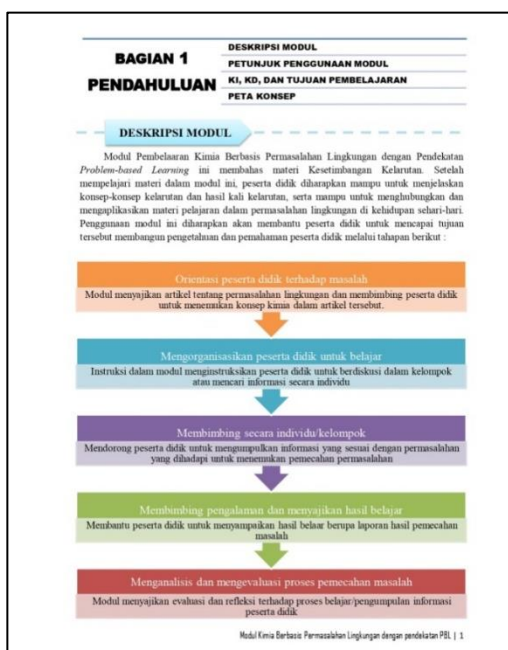 BAGIAN 1
PENDAHULUAN
DESKRIPSI MODUL
PETUNJUK PENGGUNAAN MODUL
KI, KD, DAN TUJUAN PEMBELAJARAN
PETA KONSEP
DESKRIPSI MODUL
Modul Pembelaaran Kimia Berbasis Permasalahan Lingkungan dengan Pendekatan
Problem-based Learning ini membahas materi Kesetimbangan Kelarutan. Setelah
mempelajari materi dalam modul ini, peserta didik diharapkan mampu untuk menjelaskan
konsep-konsep kelarutan dan hasil kali kelarutan, serta mampu untuk menghubungkan dan
mengaplikasikan materi pelajaran dalam permasalahan lingkungan di kehidupan sehari-hari.
Penggunaan modul ini diharapkan akan membantu peserta didik untuk mencapai tujuan
tersebut membangun pengetahuan dan pemahaman peserta didik melalui tahapan berikut :
Orientasi peserta didik terhadap masalah
Modul menyajikan artikel tentang permasalahan lingkungan dan membimbing peserta didik
untuk menemukan konsep kimia dalam artikel tersebut.
Mengorganisasikan peserta didik untuk belajar
Instruksi dalam modul menginstruksikan peserta didik untuk berdiskusi dalam kelompok
atau mencari informasi secara individu
Membimbing secara individu/kelompok
Mendorong peserta didik untuk mengumpulkan informasi yang sesuai dengan permasalahan
yang dihadapi untuk menemukan pemecahan permasalahan
Membimbing pengalaman dan menyajikan hasil belajar
Membantu peserta didik untuk menyampaikan hasil belaar berupa laporan hasil pemecahan
masalah
Menganalisis dan mengevaluasi proses pemecahan masalah
Modul menyajikan evaluasi dan refleksi terhadap proses belajar/pengumpulan informasi
peserta didik
Modul Kimia Berbasis Permasalahan Lingkungan dengan pendekatan PBL | 1